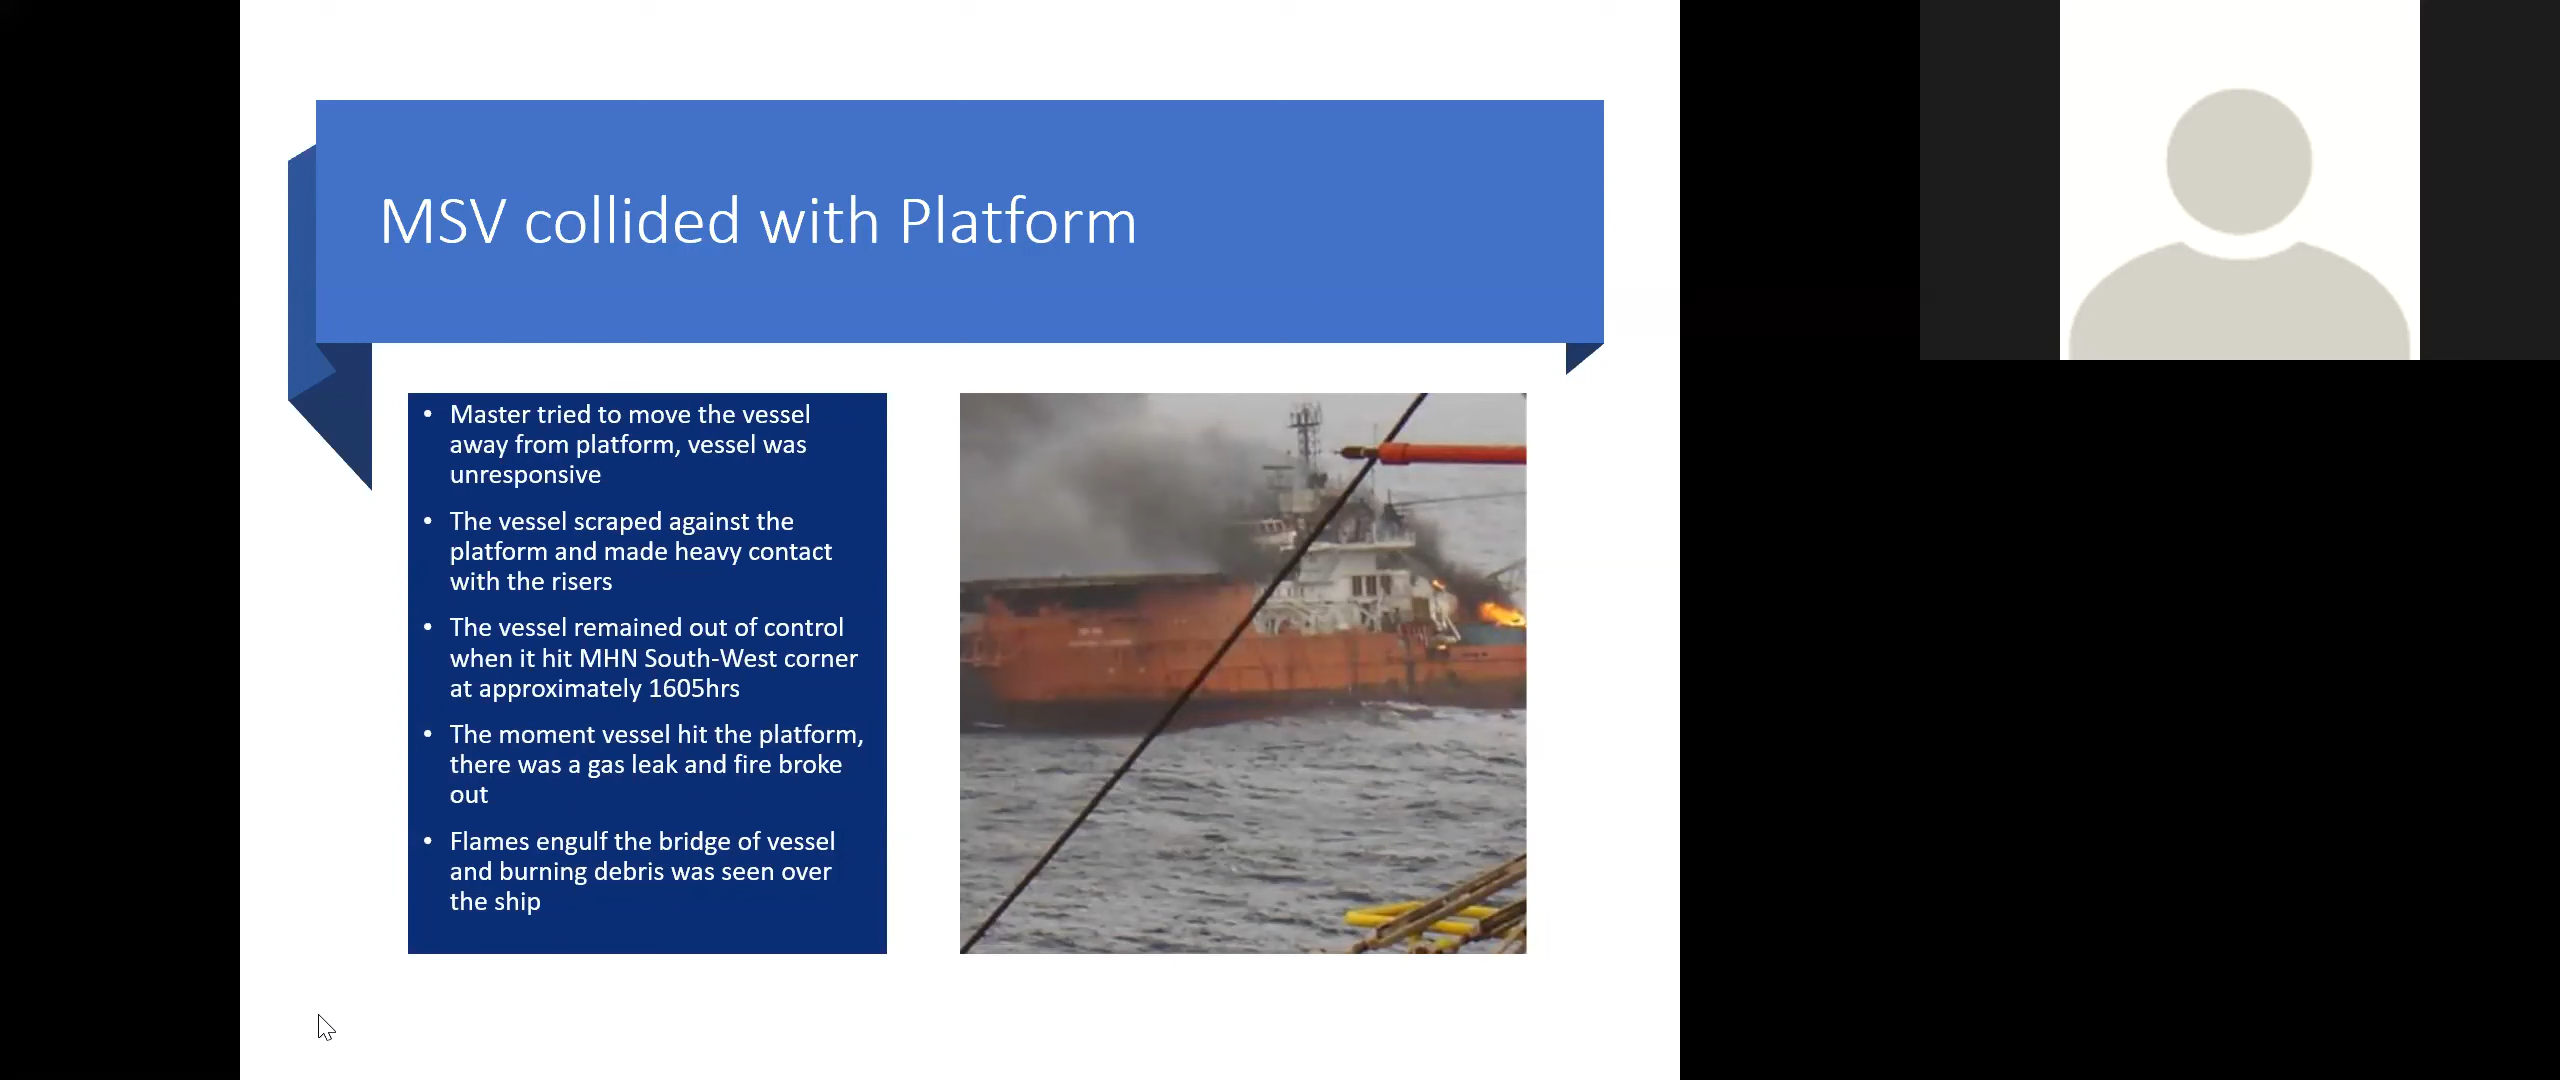 MSV collided with Platform
• Master tried to move the vessel
away from platform, vessel was
unresponsive
• The vessel scraped against the
platform and made heavy contact
with the risers
• The vessel remained out of control
when it hit MHN South-West corner
at approximately 1605hrs
• The moment vessel hit the platform,
there was a gas leak and fire broke
out
• Flames engulf the bridge of vessel
and burning debris was seen over
the ship